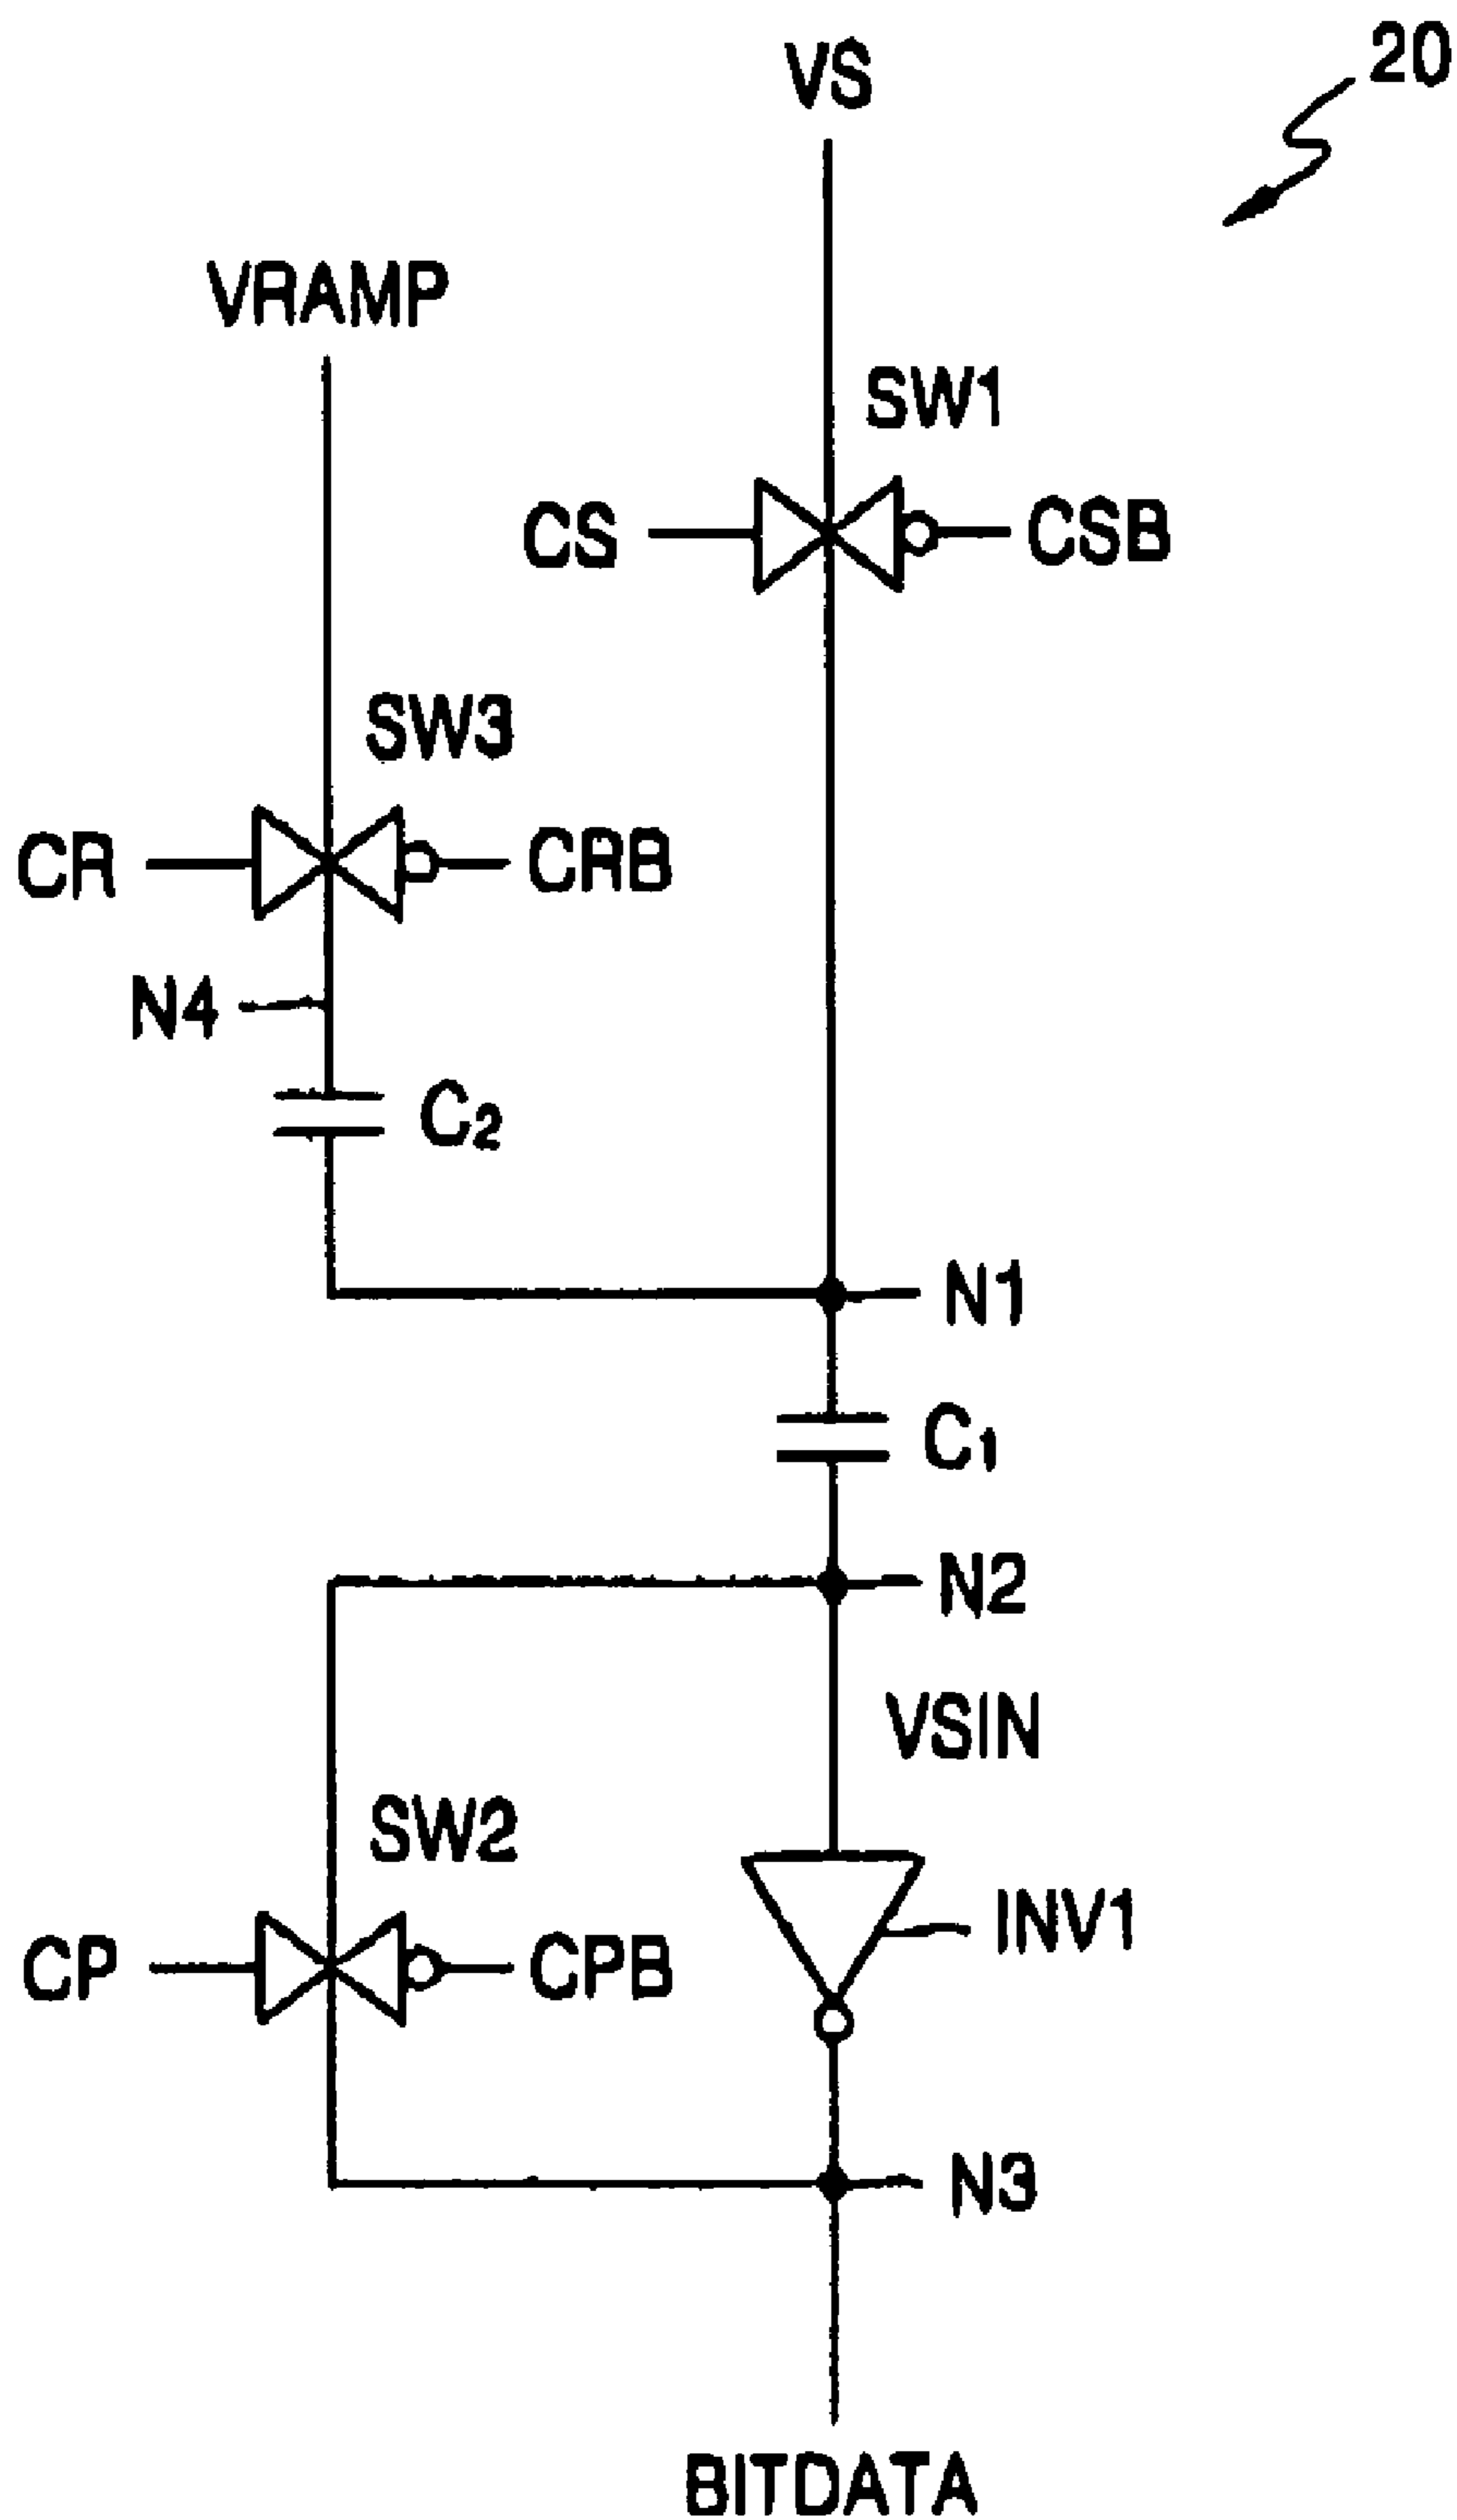 20
VS
VRAMP
SW1
CS
CSB
SW3
CR
CRB
N4
C2
N1
C1
N2
VSIN
SW2
INV1
CP
CPB
N3
BITDATA